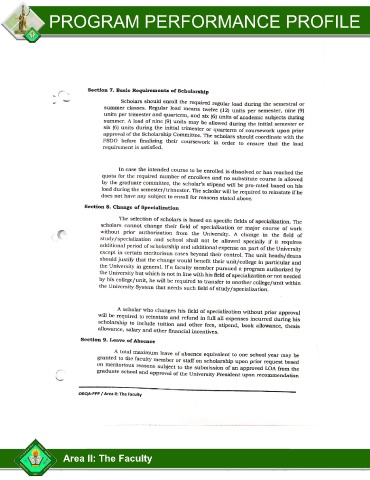 PROGRAM PERFORMANCE PROFILE
Section 7. Basic Requirements of Scholarship
Scholars should enroll the required regular load during the semestral or
summer classes. Regular load means twelve (12) units per semester, nine (9)
units per trimester and quarterm, and six (6) units of academic subjects during
summer. A load of nine (9) units may be allowed during the initial semester or
six (6) units during the initial trimester or quarterm of coursework upon prior
approval of the Scholarship Committee. The scholars should coordinate with the
FSDO before finalizing their coursework in order to ensure that the load
requirement is satisfied.
In case the intended course to be enrolled is dissolved or has reached the
quota for the required number of enrollees and no substitute course is allowed
by the graduate committee, the scholar's stipend will be pro-rated based on his
load during the semester/trimester. The scholar will be required to reinstate if he
does not have any subject to enroll for reasons stated above.
Section 8. Change of Specialization
The selection of scholars is based on specific fields of specialization. The
scholars cannot change their field of specialization or major course of work
without prior authorization from the University. A change in the field of
study/specialization and school shall not be allowed specially if it requires
additional period of scholarship and additional expense on part of the University
except in certain meritorious cases beyond their control. The unit heads/deans
should justify that the change would benefit their unit/college in particular and
the University in general. If a faculty member pursued a program authorized by
the University but which is not in line with his field of specialization or not needed
by his college/unit, he will be required to transfer to another college/unit within
the University System that needs such field of study/specialization.
A scholar who changes his field of specialization without prior approval
will be required to reinstate and refund in full all expenses incurred during his
scholarship to include tuition and other fees, stipend, book allowance, thesis
allowance, salary and other financial incentives.
Section 9. Leave of Absence
A total maximum leave of absence equivalent to one school year may be
granted to the faculty member or staff on scholarship upon prior request based
on meritorious reasons subject to the submission of an approved LOA from the
graduate school and approval of the University President upon recommendation
OEQA-PPP / Area II: The Faculty
Area II: The Faculty